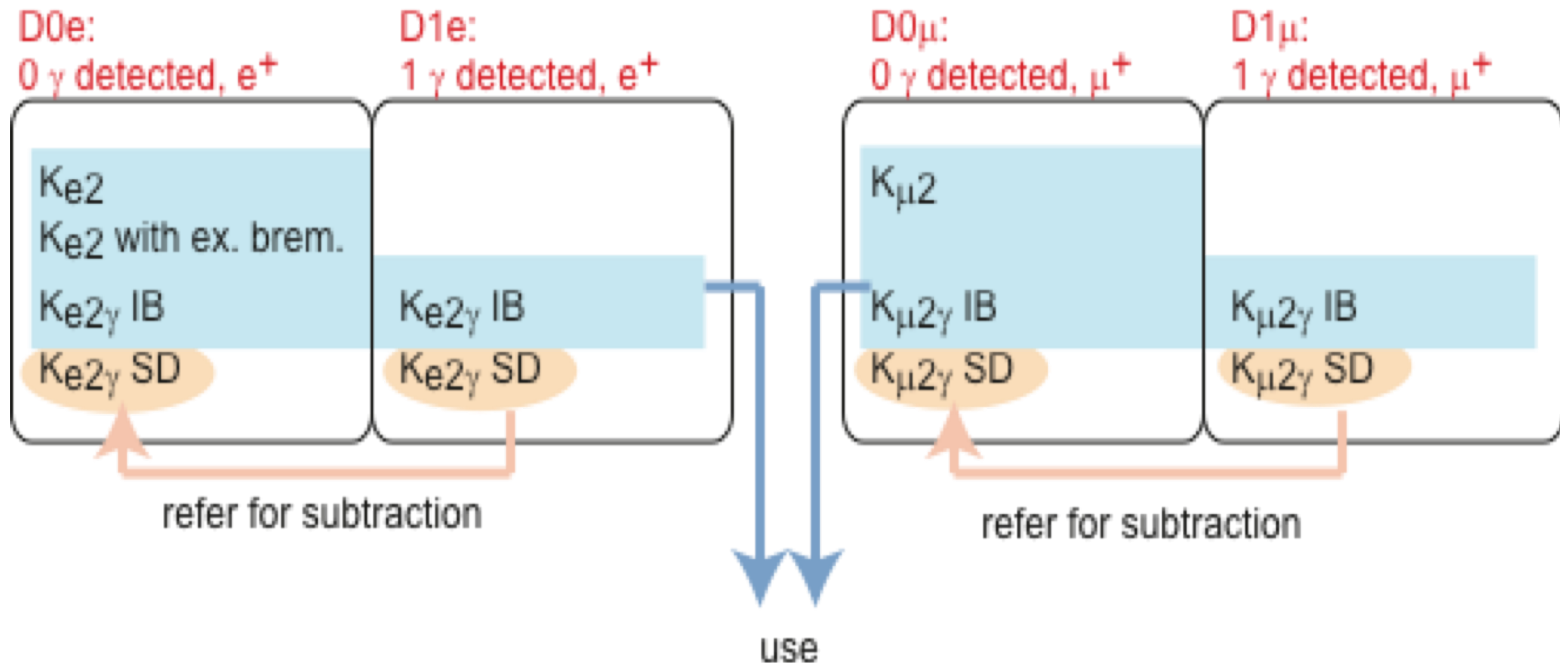 D0e:
0 γ detected, e⁺
D1e:
1 γ detected, e⁺
D0μ:
0 γ detected, μ⁺
D1μ:
1 γ detected, μ⁺
Ke2
Ke2 with ex. brem.
Ke2γ IB
Ke2γ SD
Ke2γ IB
Ke2γ SD
Kμ2
Kμ2γ IB
Kμ2γ SD
Kμ2γ IB
Kμ2γ SD
refer for subtraction
refer for subtraction
use